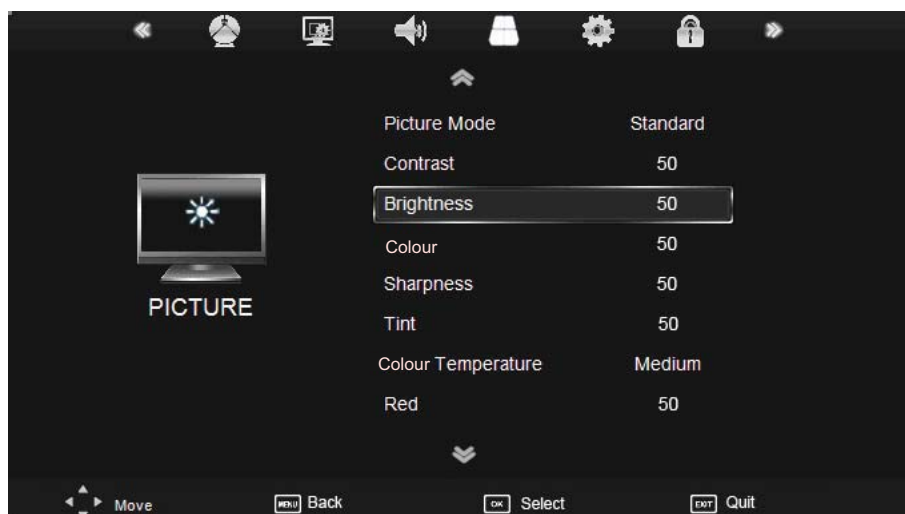 Picture Mode Standard
Contrast 50
Brightness 50
Colour 50
Sharpness 50
PICTURE
Tint 50
Colour Temperature Medium
Red 50
Move MENU Back OK Select EXIT Quit